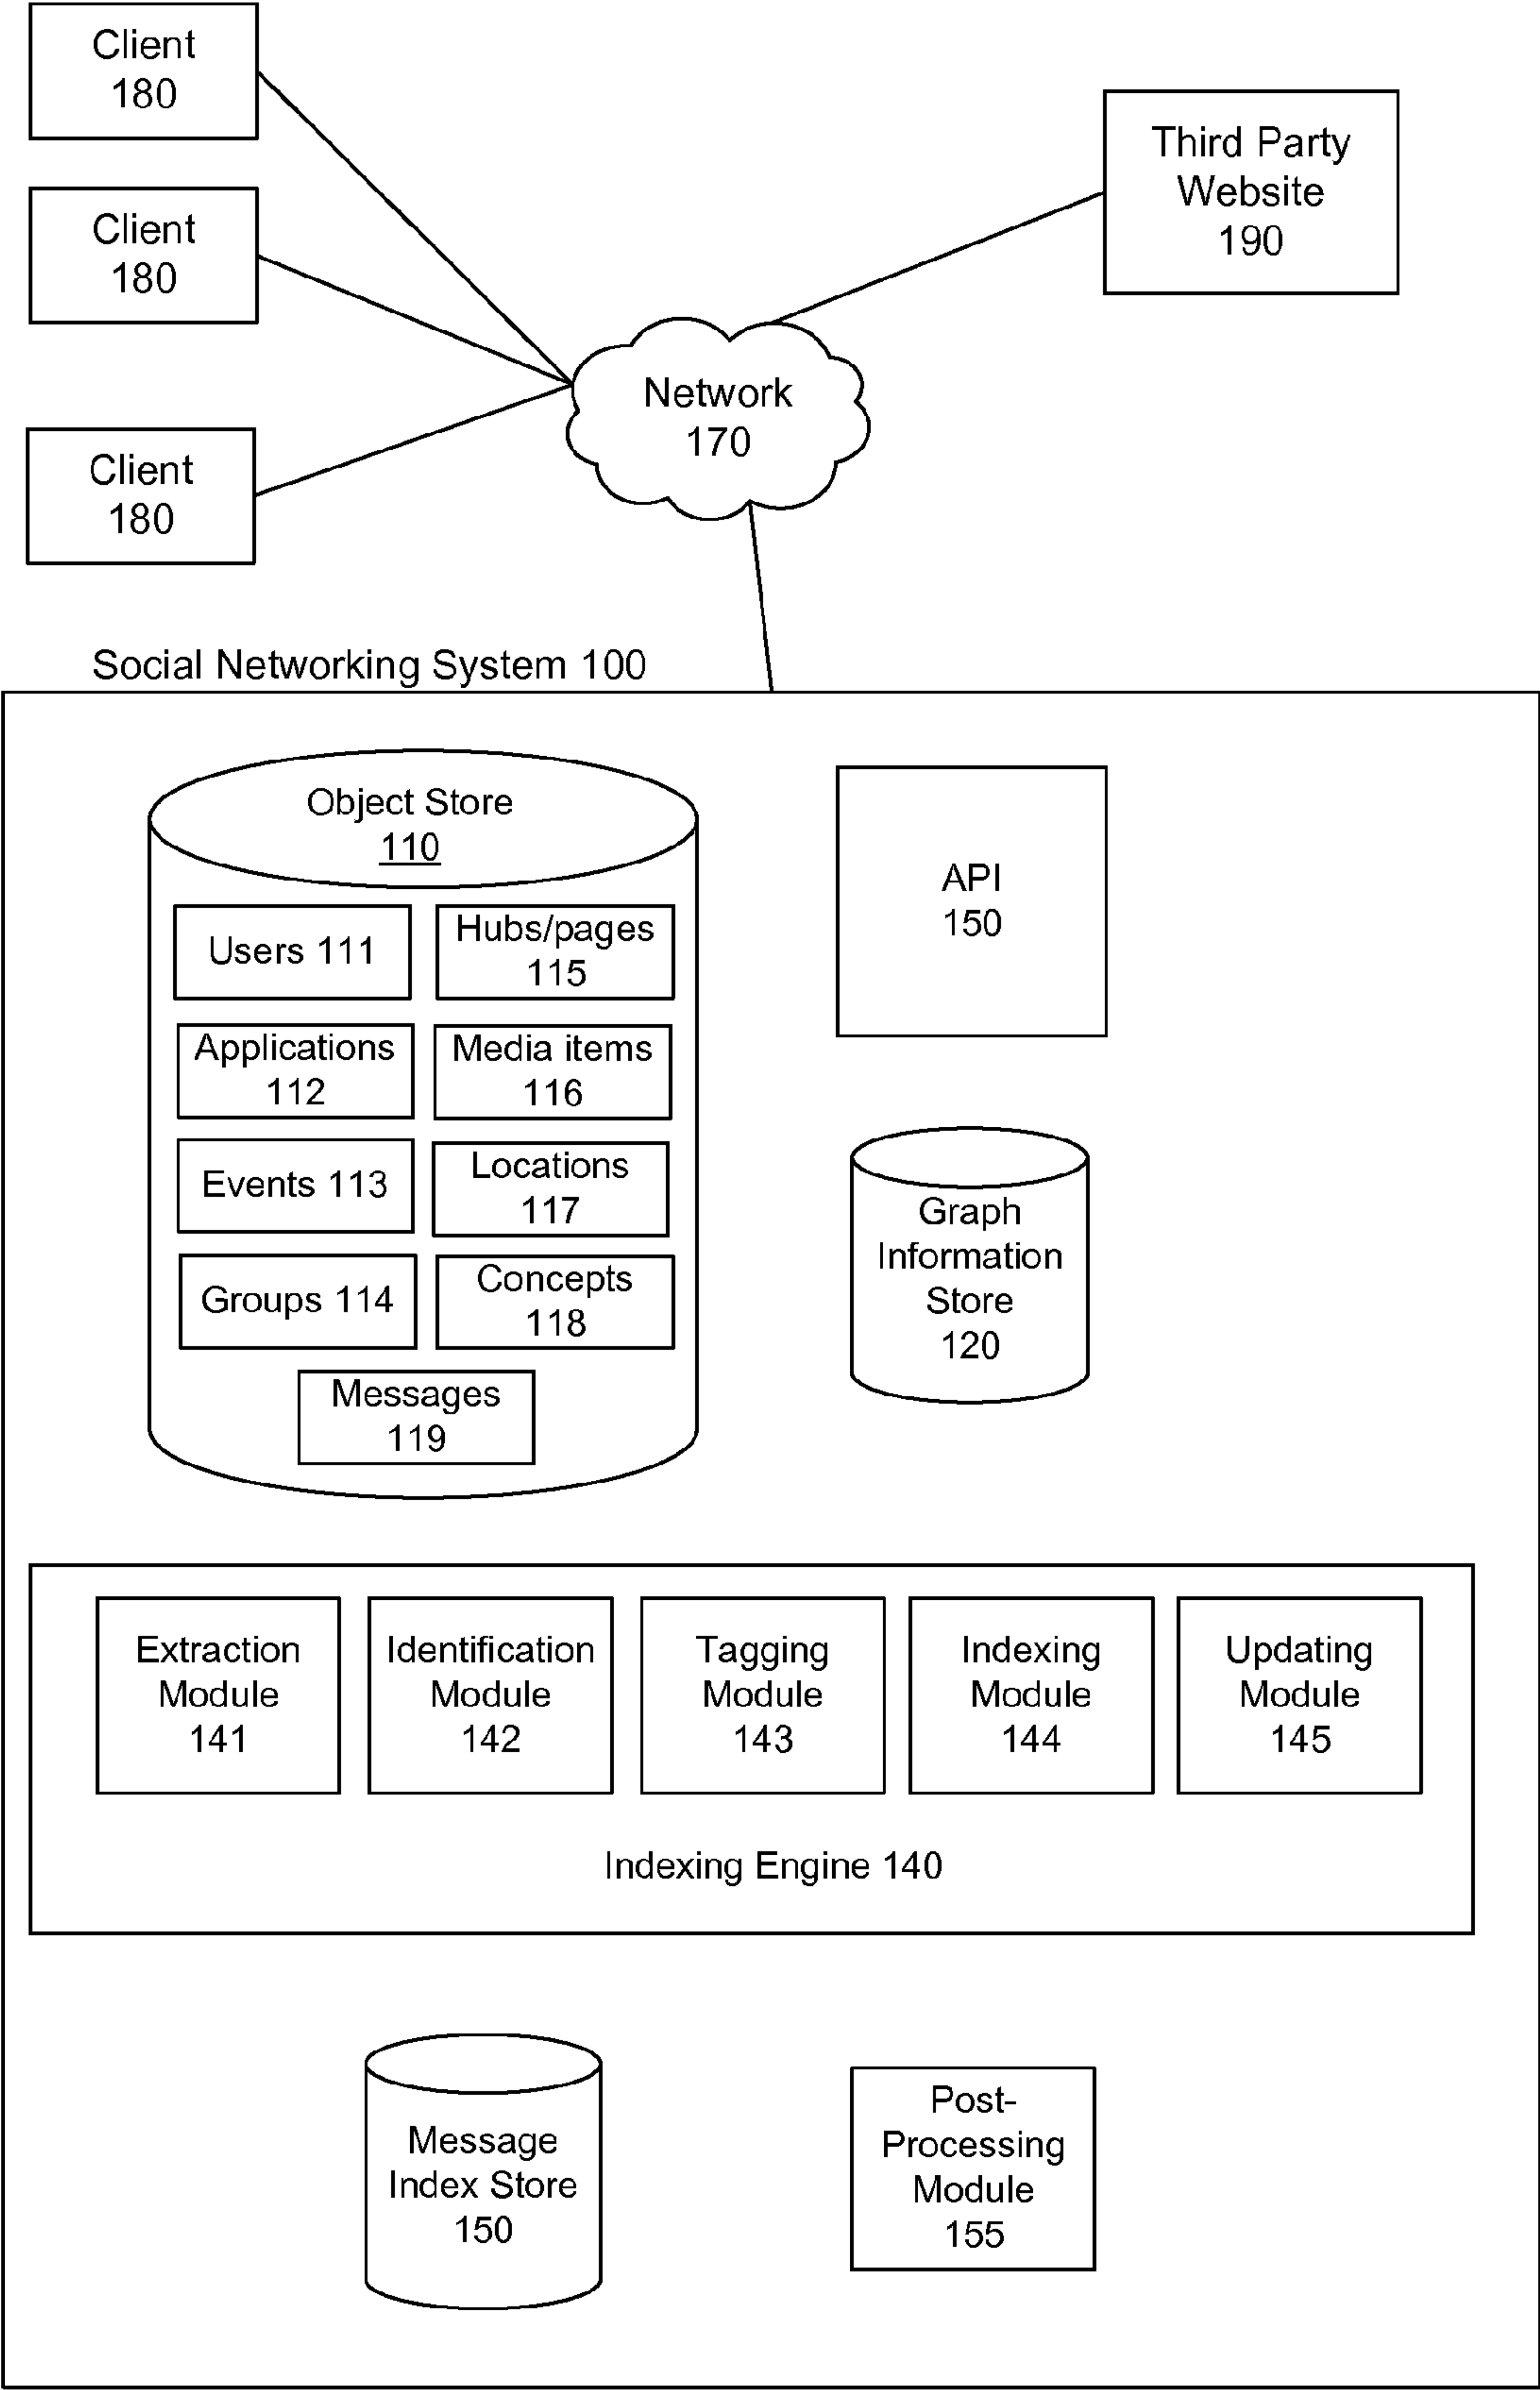 Client
180
Client
180
Client
180
Third Party
Website
190
Network
170
Social Networking System 100
Object Store
110
Users 111
Hubs/pages
115
Applications
112
Media items
116
Events 113
Locations
117
Groups 114
Concepts
118
Messages
119
API
150
Graph
Information
Store
120
Extraction
Module
141
Identification
Module
142
Tagging
Module
143
Indexing
Module
144
Updating
Module
145
Indexing Engine 140
Message
Index Store
150
Post-
Processing
Module
155